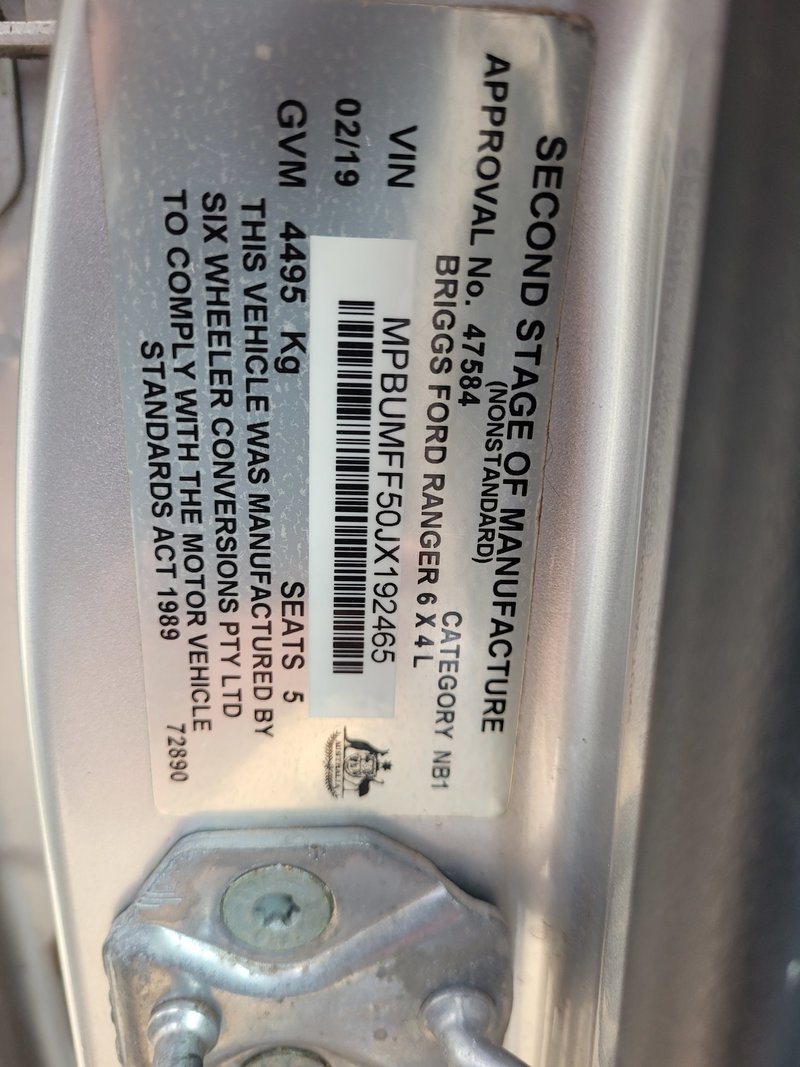 SECOND STAGE OF MANUFACTURE
(NONSTANDARD)
APPROVAL No. 47584
CATEGORY NB1
BRIGGS FORD RANGER 6 X 4 L
VIN MPBUMFF50JX192465
02/19
AUSTRALIA
GVM 4495 Kg SEATS 5
THIS VEHICLE WAS MANUFACTURED BY
SIX WHEELER CONVERSIONS PTY LTD
TO COMPLY WITH THE MOTOR VEHICLE
STANDARDS ACT 1989
72890